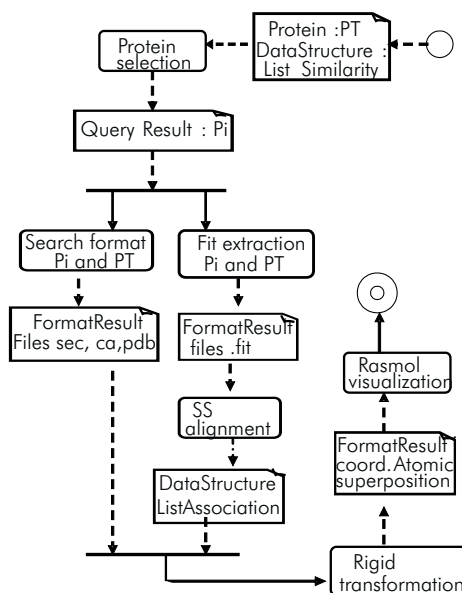 Protein :PT
DataStructure :
List Similarity
Protein
selection
Query Result : Pi
Search format
Pi and PT
Fit extraction
Pi and PT
FormatResult
Files sec, ca,pdb
FormatResult
files .fit
SS
alignment
DataStructure
ListAssociation
Rasmol
visualization
FormatResult
coord.Atomic
superposition
Rigid
transformation